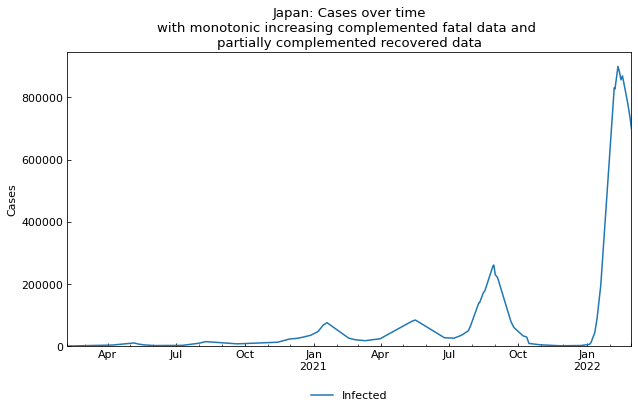 Japan: Cases over time
with monotonic increasing complemented fatal data and
partially complemented recovered data
Cases
800000
600000
400000
200000
0
Apr
Jul
Oct
Jan
2021
Apr
Jul
Oct
Jan
2022
Infected